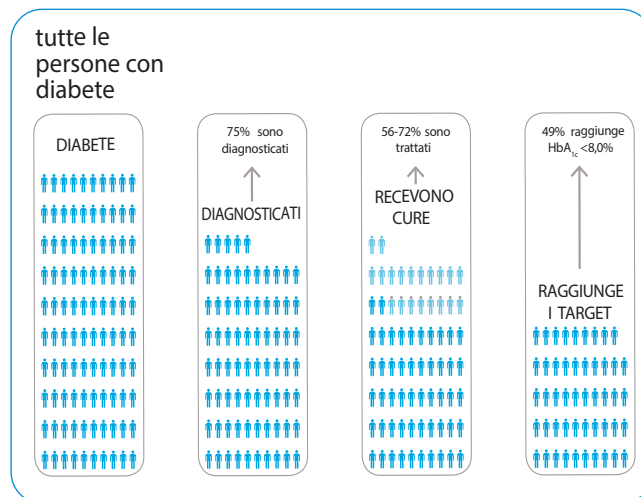 tutte le
persone con
diabete
DIABETE
75% sono
diagnosticati
DIAGNOSTICATI
56-72% sono
trattati
RECEVONO
CURE
49% raggiunge
HbA1c <8,0%
RAGGIUNGE
I TARGET